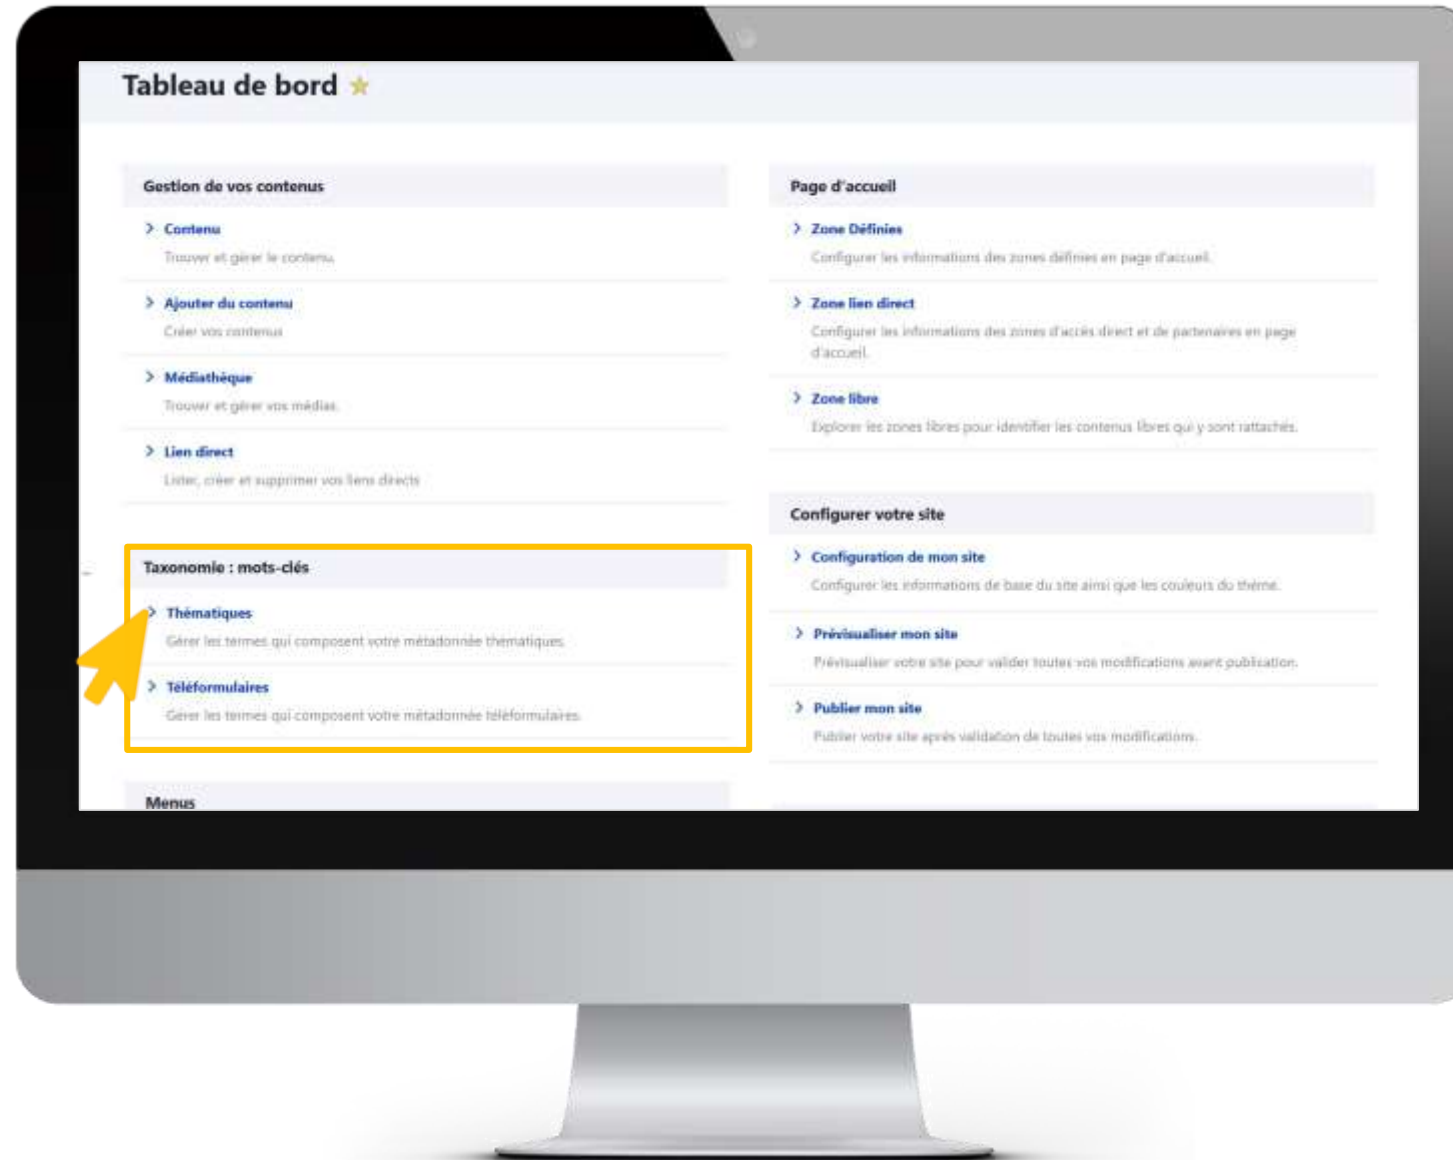 Tableau de bord
Gestion de vos contenus
Contenu
Trouver et gérer le contenu.
Ajouter du contenu
Créer vos contenus
Médiathèque
Trouver et gérer vos médias.
Lien direct
Lister, créer et supprimer vos liens directs
Taxonomie : mots-clés
Thématiques
Gérer les termes qui composent votre métadonnée thématiques.
Téléformulaires
Gérer les termes qui composent votre métadonnée téléformulaires.
Menus
Page d'accueil
Zone Définies
Configurer les informations des zones définies en page d'accueil.
Zone lien direct
Configurer les informations des zones d'accès direct et de partenaires en page
d'accueil.
Zone libre
Explorer les zones libres pour identifier les contenus libres qui y sont rattachés.
Configurer votre site
Configuration de mon site
Configurer les informations de base du site ainsi que les couleurs du thème.
Prévisualiser mon site
Prévisualiser votre site pour valider toutes vos modifications avant publication.
Publier mon site
Publier votre site après validation de toutes vos modifications.